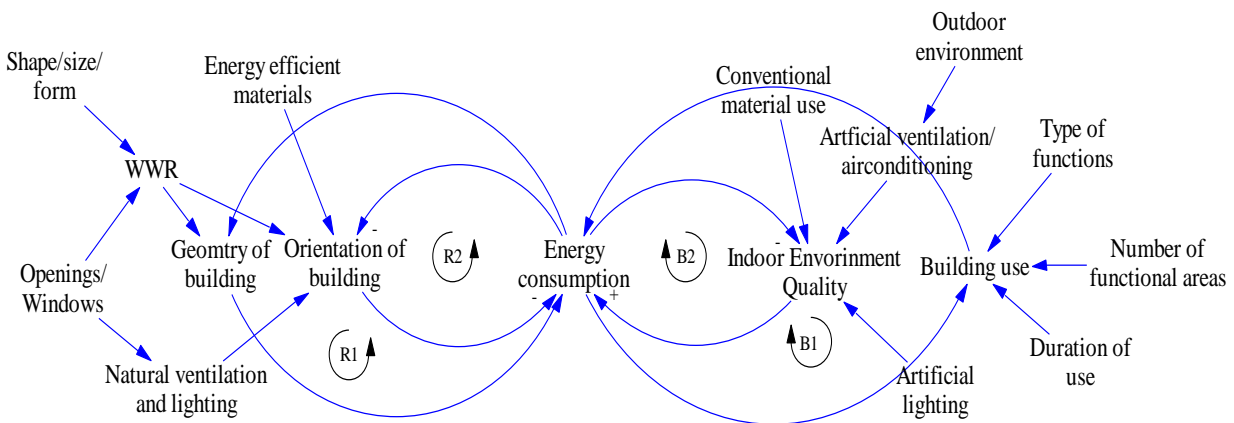 Outdoor
environment
Shape/size/
form
Energy efficient
materials
Conventional
material use
Artficial ventilation/
airconditioning
Type of
functions
WWR
Geomtry of
building
Orientation of
building
-
R2
Energy
consumption
-
+
B2
-
Indoor Envorinment
Quality
Building use
Number of
functional areas
Openings/
Windows
R1
B1
Natural ventilation
and lighting
Artificial
lighting
Duration of
use